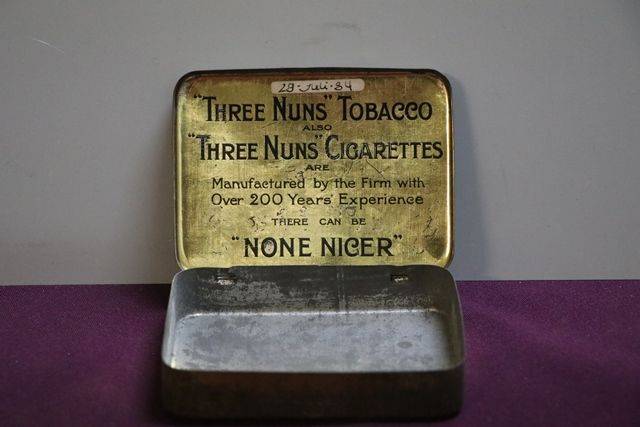 28·Juli·84
"THREE NUNS" TOBACCO
ALSO
"THREE NUNS" CIGARETTES
ARE
Manufactured by the Firm with
Over 200 Years' Experience
THERE CAN BE
"NONE NICER"